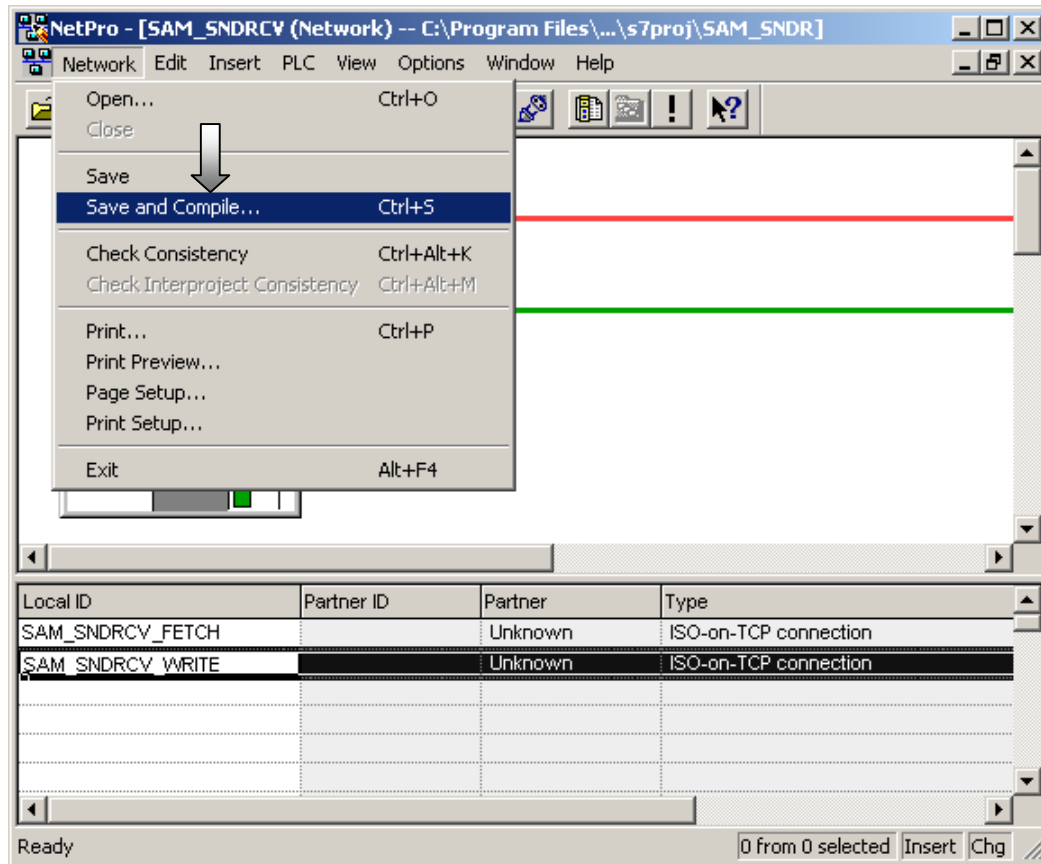 NetPro - [SAM_SNDRCV (Network) -- C:\Program Files\...\s7proj\SAM_SNDR]
Network Edit Insert PLC View Options Window Help
Open... Ctrl+O
Close
Save
Save and Compile... Ctrl+S
Check Consistency Ctrl+Alt+K
Check Interproject Consistency Ctrl+Alt+M
Print... Ctrl+P
Print Preview...
Page Setup...
Print Setup...
Exit Alt+F4
Local ID Partner ID Partner Type
SAM_SNDRCV_FETCH Unknown ISO-on-TCP connection
SAM_SNDRCV_WRITE Unknown ISO-on-TCP connection
Ready 0 from 0 selected Insert Chg